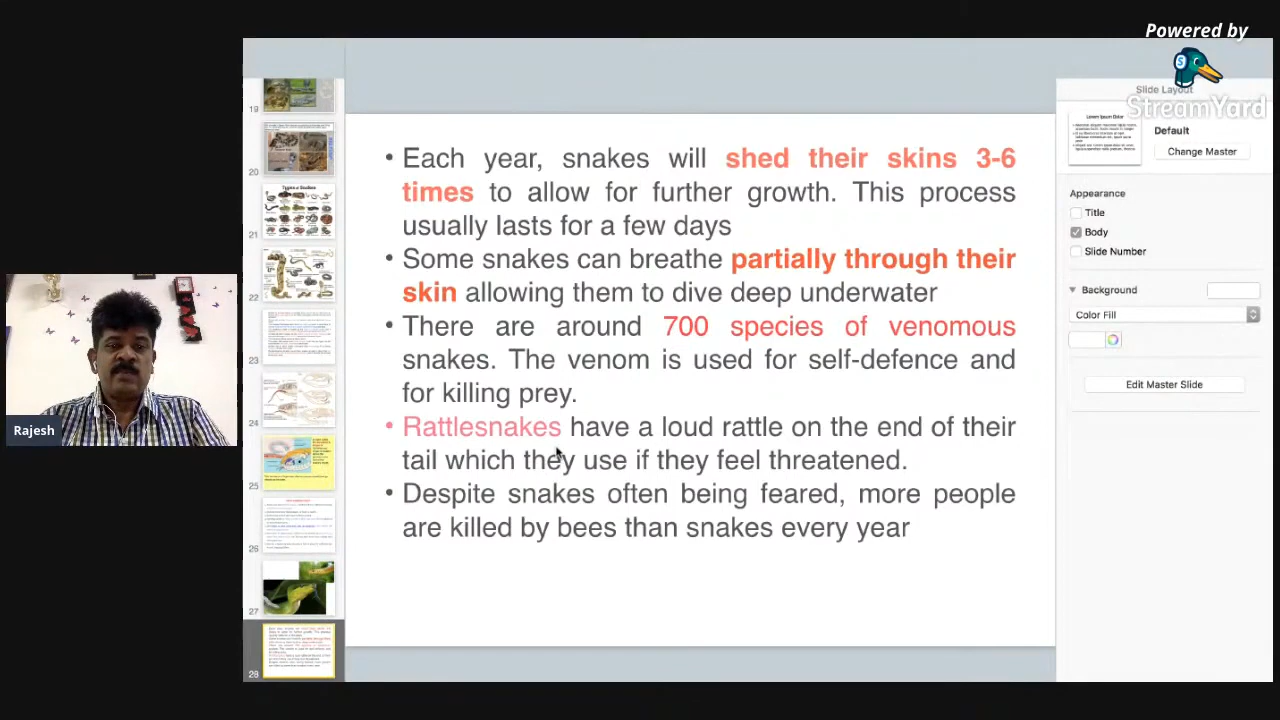 Powered by
StreamYard
Slide Layout
Default
Change Master
Appearance
Title
Body
Slide Number
Background
Color Fill
Edit Master Slide
19
20
21
22
23
24
25
26
27
28
Types of Snakes
• Each year, snakes will shed their skins 3-6
times to allow for further growth. This process
usually lasts for a few days
• Some snakes can breathe partially through their
skin allowing them to dive deep underwater
• There are around 700 species of venomous
snakes. The venom is used for self-defence and
for killing prey.
• Rattlesnakes have a loud rattle on the end of their
tail which they use if they feel threatened.
• Despite snakes often being feared, more people
are killed by bees than snakes every year
Rajesh